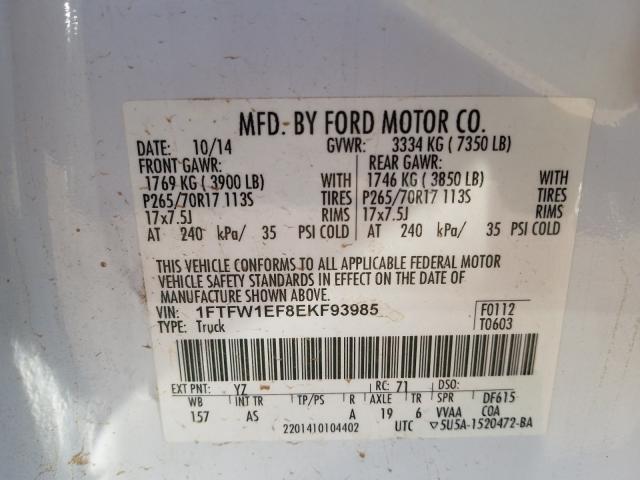 MFD. BY FORD MOTOR CO.
DATE: 10/14 GVWR: 3334 KG ( 7350 LB)
FRONT GAWR: REAR GAWR:
1769 KG ( 3900 LB) WITH 1746 KG ( 3850 LB) WITH
P265/70R17 113S TIRES P265/70R17 113S TIRES
17x7.5J RIMS 17x7.5J RIMS
AT 240 kPa/ 35 PSI COLD AT 240 kPa/ 35 PSI COLD
THIS VEHICLE CONFORMS TO ALL APPLICABLE FEDERAL MOTOR
VEHICLE SAFETY STANDARDS IN EFFECT ON THE DATE OF
MANUFACTURE SHOWN ABOVE.
VIN: 1FTFW1EF8EKF93985 F0112
TYPE: Truck T0603
EXT PNT: YZ RC: 71 DSO:
WB INT TR TP/PS R AXLE TR SPR DF615
157 AS A 19 6 VVAA COA
2201410104402 UTC ▽5U5A-1520472-BA